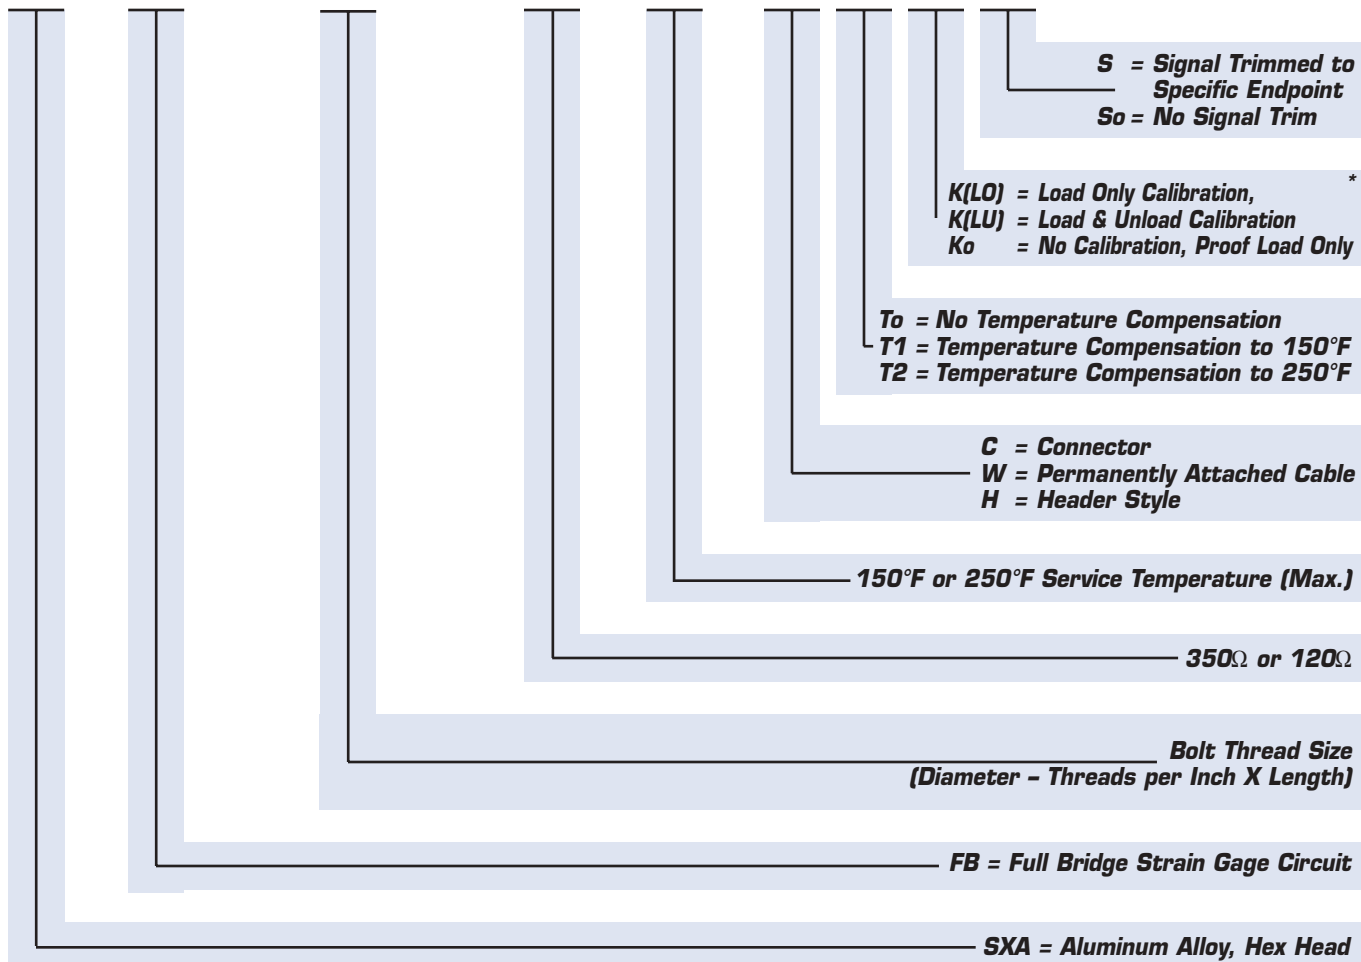 S = Signal Trimmed to
Specific Endpoint
So = No Signal Trim
*
K(LO) = Load Only Calibration,
K(LU) = Load & Unload Calibration
Ko = No Calibration, Proof Load Only
To = No Temperature Compensation
T1 = Temperature Compensation to 150°F
T2 = Temperature Compensation to 250°F
C = Connector
W = Permanently Attached Cable
H = Header Style
150°F or 250°F Service Temperature (Max.)
350Ω or 120Ω
Bolt Thread Size
(Diameter – Threads per Inch X Length)
FB = Full Bridge Strain Gage Circuit
SXA = Aluminum Alloy, Hex Head